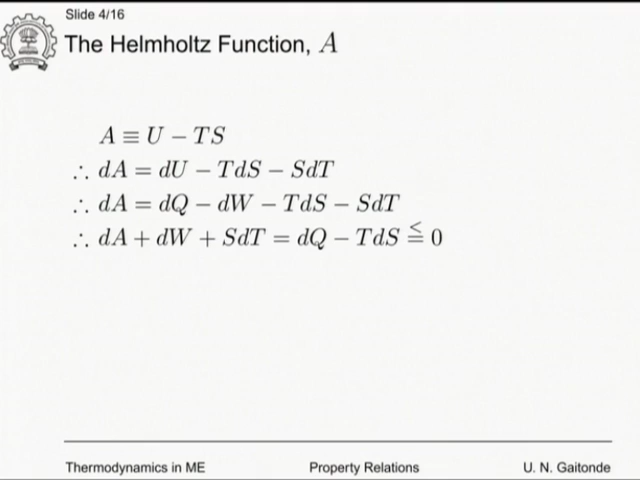 Slide 4/16
The Helmholtz Function, A
A ≡ U − TS
∴ dA = dU − TdS − SdT
∴ dA = dQ − dW − TdS − SdT
∴ dA + dW + SdT = dQ − TdS ≦ 0
Thermodynamics in ME Property Relations U. N. Gaitonde